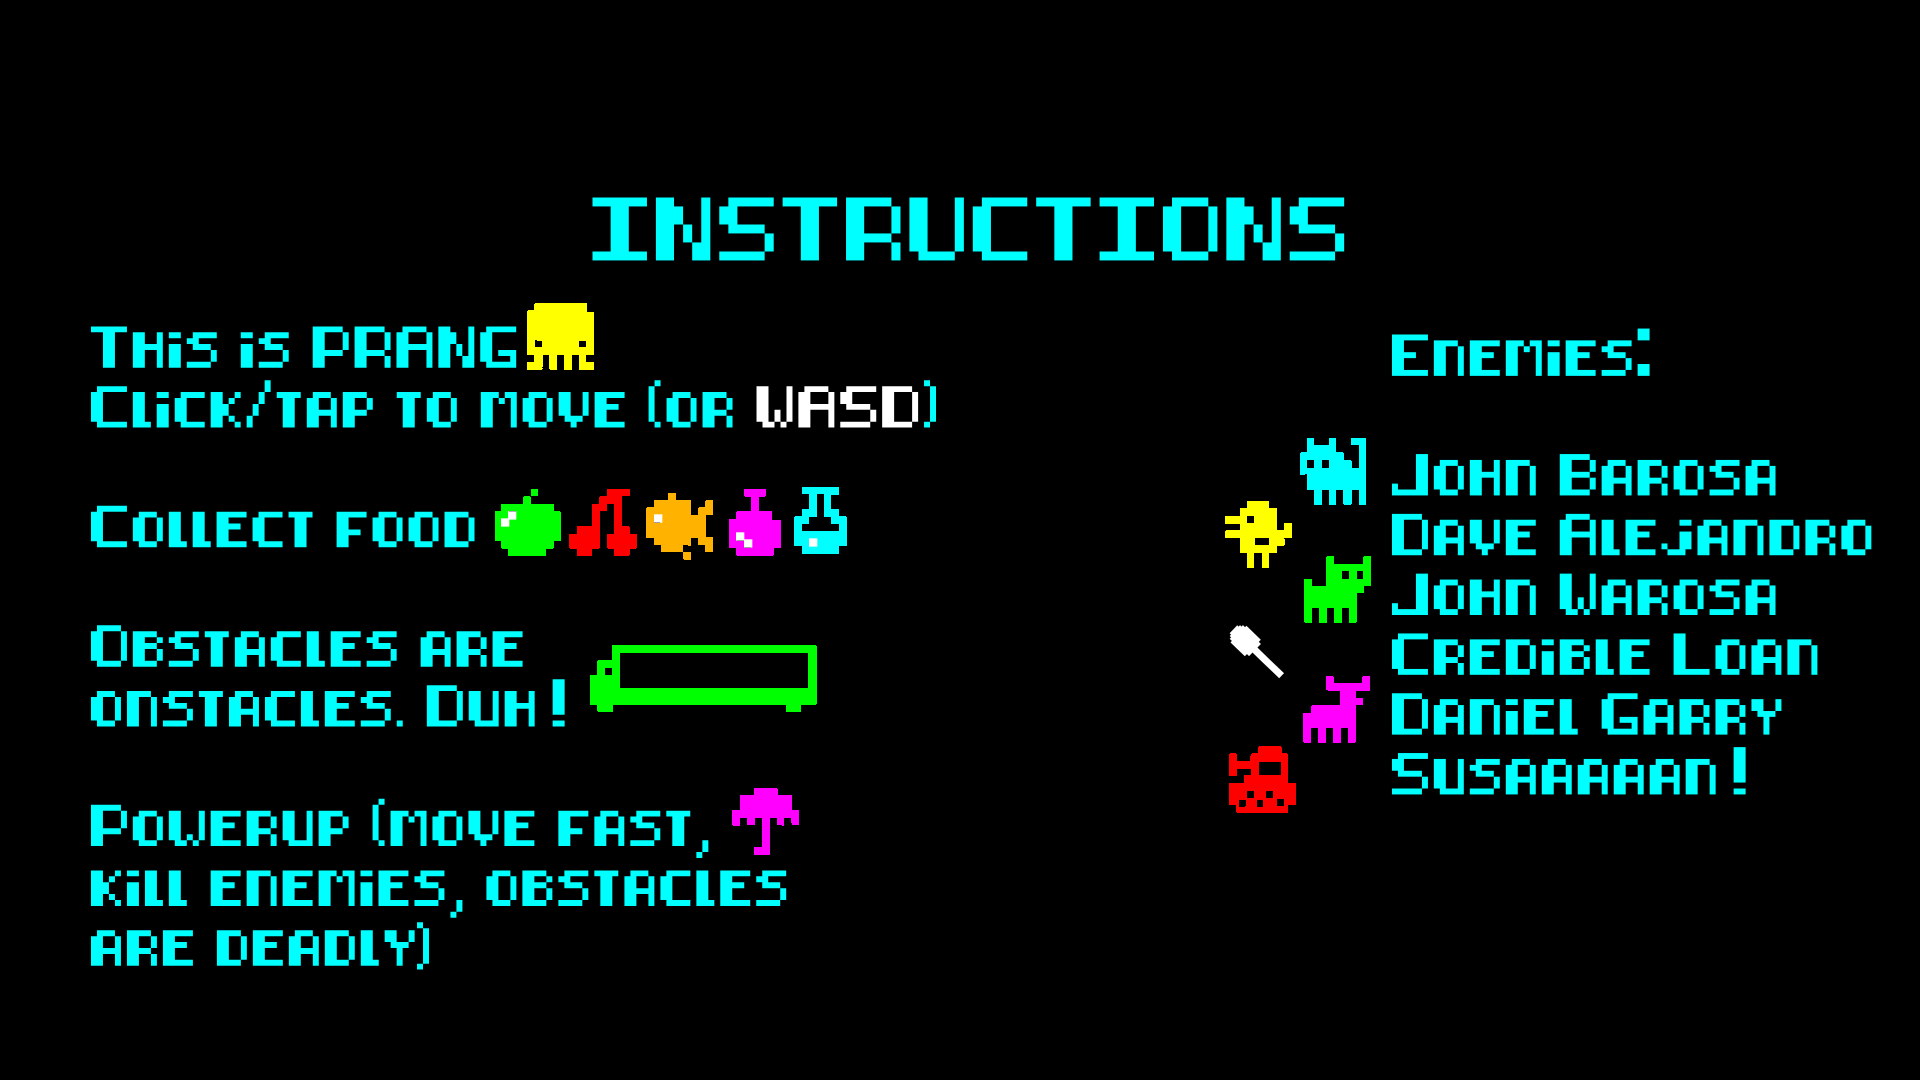 INSTRUCTIONS
This is PRANG
Click/tap to move (or WASD)
Collect food
Obstacles are
onstacles. Duh!
Powerup (move fast,
kill enemies, obstacles
are deadly)
Enemies:
John Barosa
Dave Alejandro
John Warosa
Credible Loan
Daniel Garry
Susaaaaan!